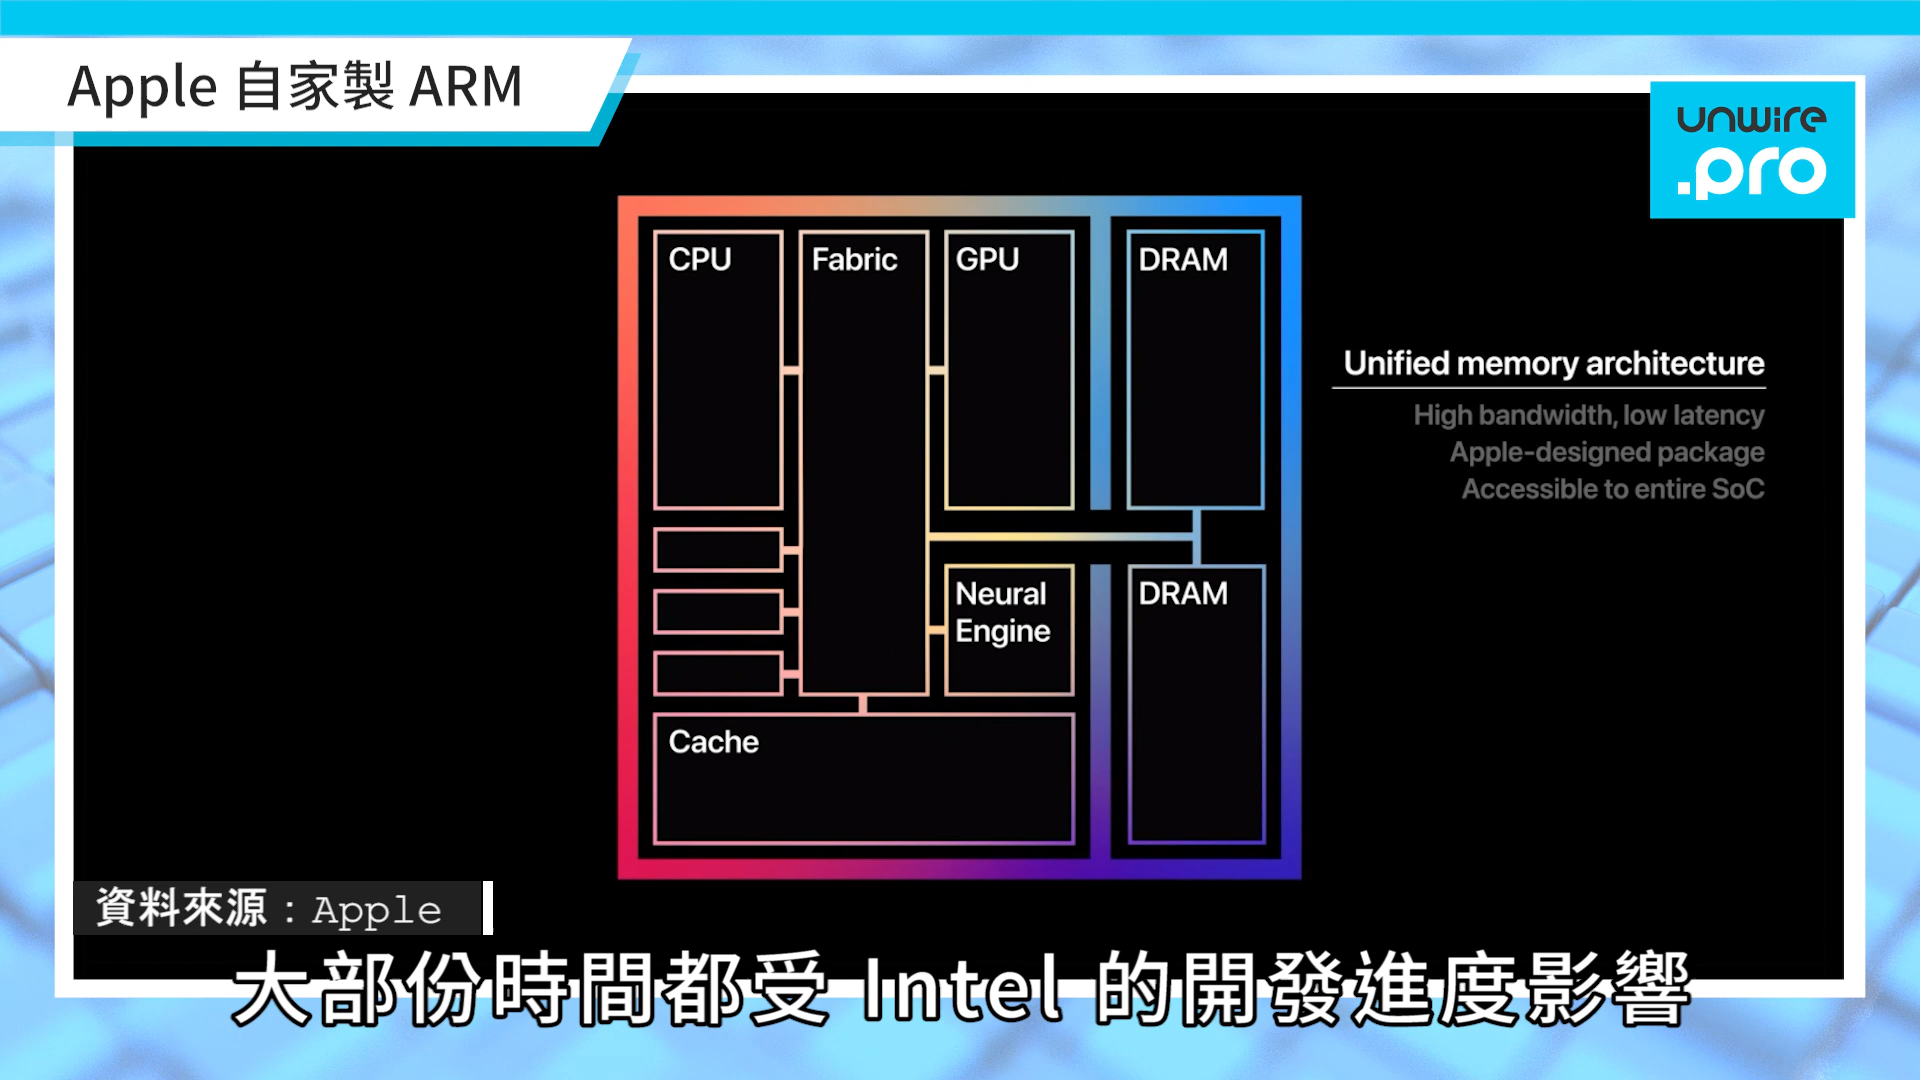 Apple 自家製 ARM
unwire
.pro
CPU
Fabric
GPU
DRAM
Unified memory architecture
High bandwidth, low latency
Apple-designed package
Accessible to entire SoC
Neural
Engine
DRAM
Cache
資料來源：Apple
大部份時間都受 Intel 的開發進度影響